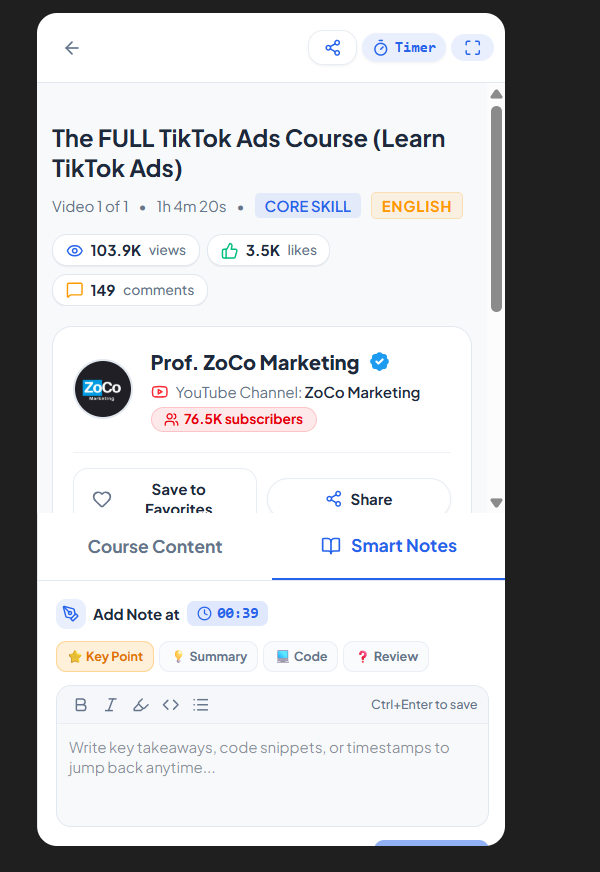 Timer
The FULL TikTok Ads Course (Learn
TikTok Ads)
Video 1 of 1 • 1h 4m 20s • CORE SKILL ENGLISH
103.9K views 3.5K likes
149 comments
ZoCo
Marketing
Prof. ZoCo Marketing
YouTube Channel: ZoCo Marketing
76.5K subscribers
Save to
Favorites
Share
Course Content Smart Notes
Add Note at 00:39
Key Point Summary Code Review
B I <> Ctrl+Enter to save
Write key takeaways, code snippets, or timestamps to
jump back anytime...